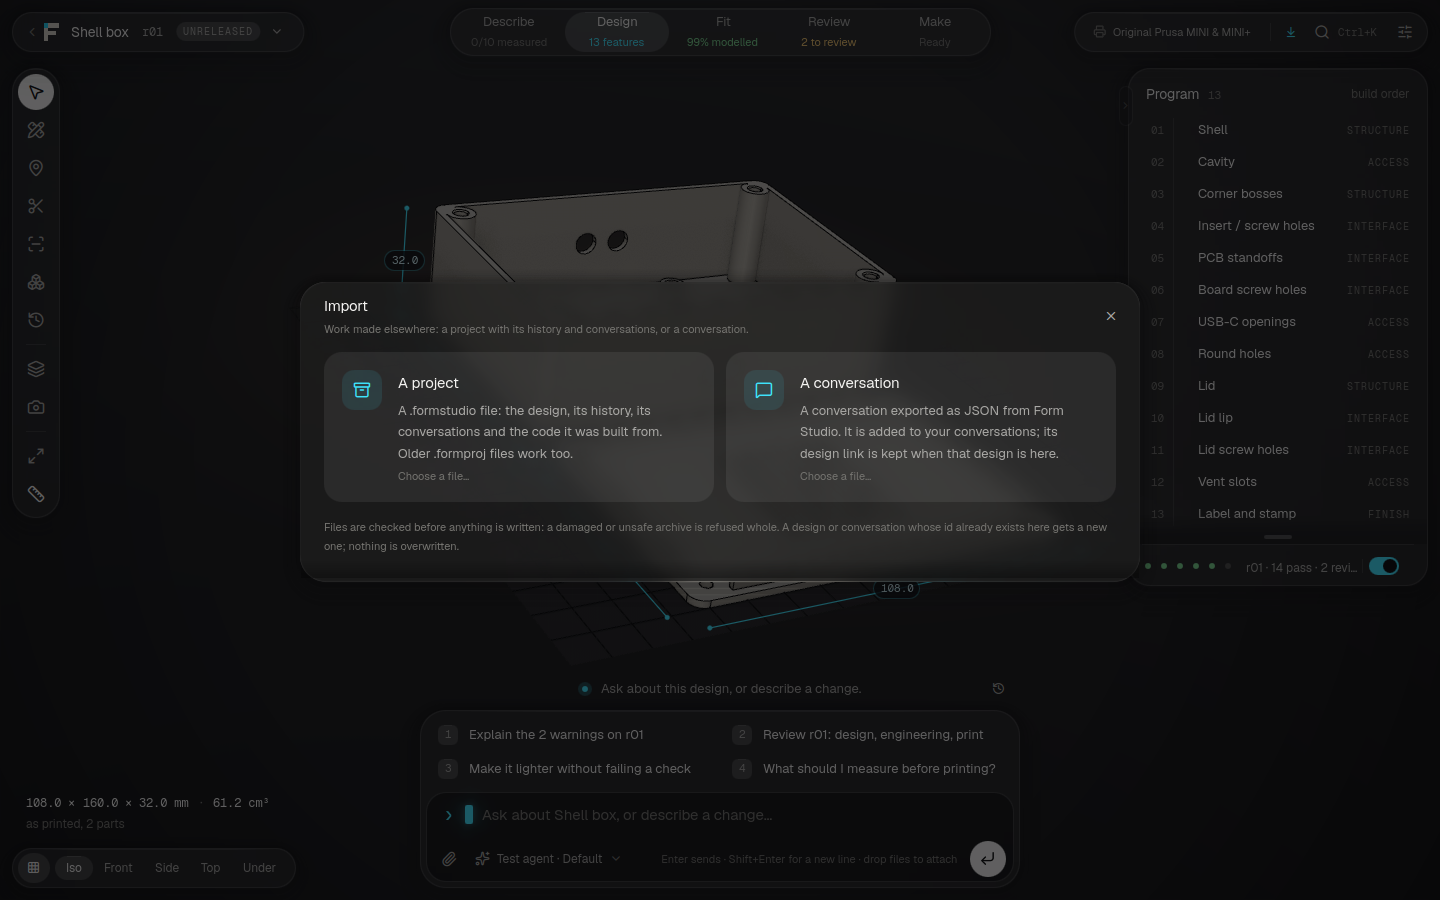 Shell box r01 UNRELEASED
Describe
0/10 measured
Design
13 features
Fit
99% modelled
Review
2 to review
Make
Ready
Original Prusa MINI & MINI+
Ctrl+K
Program 13 build order
01 Shell STRUCTURE
02 Cavity ACCESS
03 Corner bosses STRUCTURE
04 Insert / screw holes INTERFACE
05 PCB standoffs INTERFACE
06 Board screw holes INTERFACE
07 USB-C openings ACCESS
08 Round holes ACCESS
09 Lid STRUCTURE
10 Lid lip INTERFACE
11 Lid screw holes INTERFACE
12 Vent slots ACCESS
13 Label and stamp FINISH
r01 · 14 pass · 2 revi...
32.0
Import
Work made elsewhere: a project with its history and conversations, or a conversation.
A project
A .formstudio file: the design, its history, its
conversations and the code it was built from.
Older .formproj files work too.
Choose a file...
A conversation
A conversation exported as JSON from Form
Studio. It is added to your conversations; its
design link is kept when that design is here.
Choose a file...
Files are checked before anything is written: a damaged or unsafe archive is refused whole. A design or conversation whose id already exists here gets a new
one; nothing is overwritten.
108.0
Ask about this design, or describe a change.
1 Explain the 2 warnings on r01
2 Review r01: design, engineering, print
3 Make it lighter without failing a check
4 What should I measure before printing?
Ask about Shell box, or describe a change...
Test agent · Default
Enter sends · Shift+Enter for a new line · drop files to attach
108.0 × 160.0 × 32.0 mm · 61.2 cm³
as printed, 2 parts
Iso Front Side Top Under